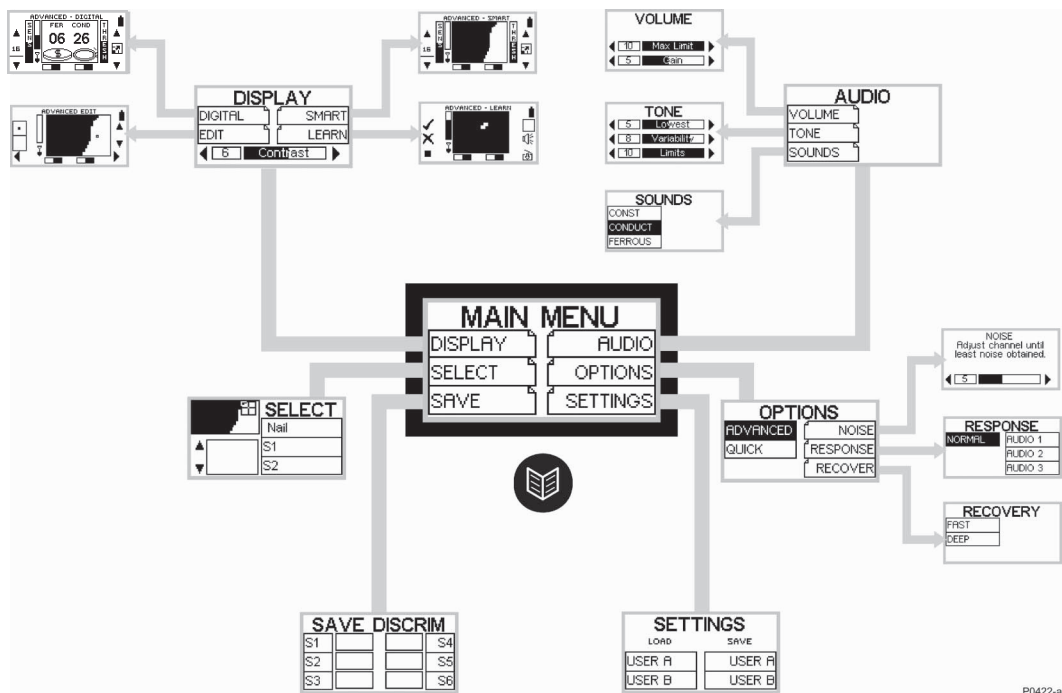 ADVANCED - DIGITAL
SENS
FER COND
06 26
THRESH
16
ADVANCED - SMART
SENS
THRESH
16
ADVANCED EDIT
ADVANCED - LEARN
DISPLAY
DIGITAL
SMART
EDIT
LEARN
6 Contrast
VOLUME
10 Max Limit
5 Gain
TONE
5 Lowest
8 Variability
10 Limits
SOUNDS
CONST
CONDUCT
FERROUS
AUDIO
VOLUME
TONE
SOUNDS
MAIN MENU
DISPLAY
AUDIO
SELECT
OPTIONS
SAVE
SETTINGS
SELECT
Nail
S1
S2
OPTIONS
ADVANCED
NOISE
QUICK
RESPONSE
RECOVER
NOISE
Adjust channel until
least noise obtained.
5
RESPONSE
NORMAL
AUDIO 1
AUDIO 2
AUDIO 3
RECOVERY
FAST
DEEP
SAVE DISCRIM
S1
S4
S2
S5
S3
S6
SETTINGS
LOAD
SAVE
USER A
USER A
USER B
USER B